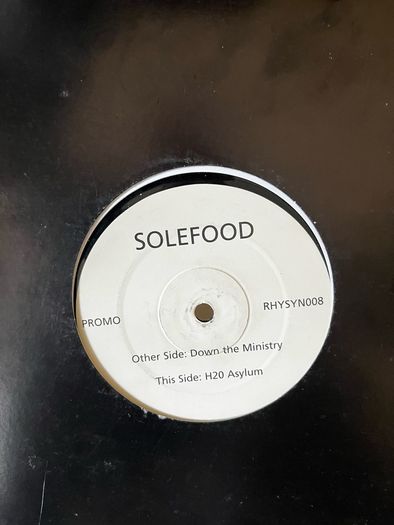 SOLEFOOD
PROMO
RHYSYN008
Other Side: Down the Ministry
This Side: H20 Asylum